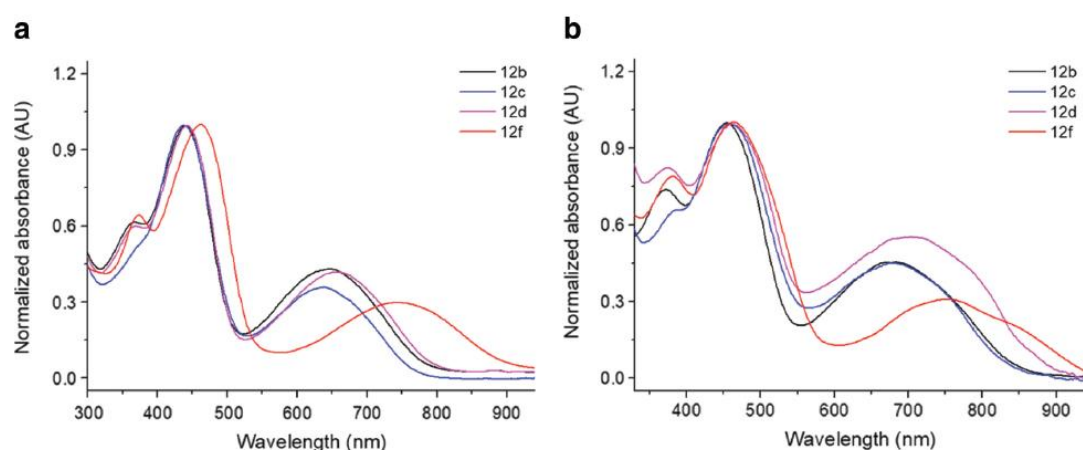 a
1.2
0.9
0.6
0.3
0.0
Normalized absorbance (AU)
12b
12c
12d
12f
300 400 500 600 700 800 900
Wavelength (nm)
b
1.2
0.9
0.6
0.3
0.0
Normalized absorbance (AU)
12b
12c
12d
12f
400 500 600 700 800 900
Wavelength (nm)